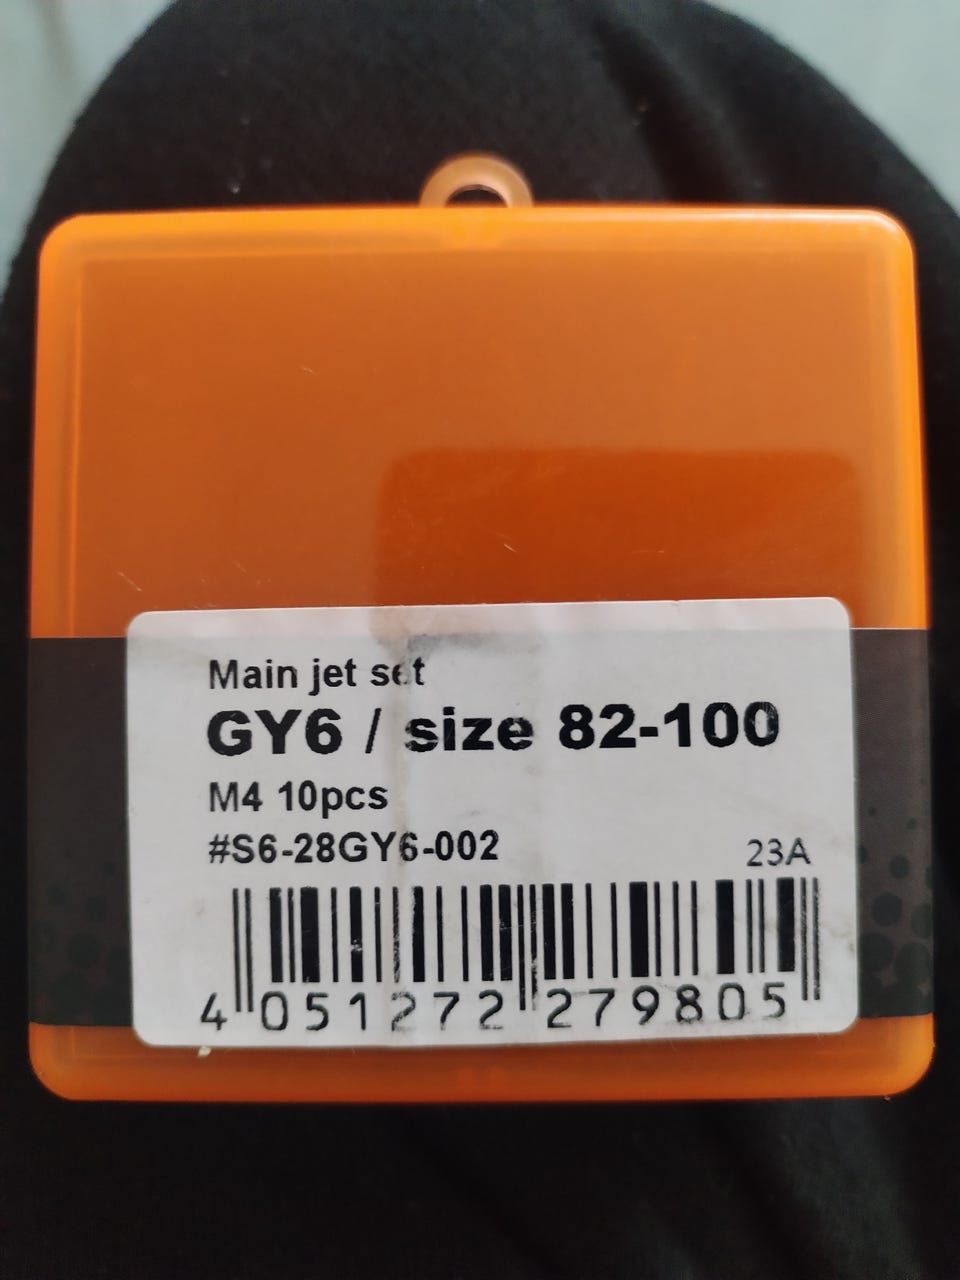 Main jet set
GY6 / size 82-100
M4 10pcs
#S6-28GY6-002
23A
4 051272 279805